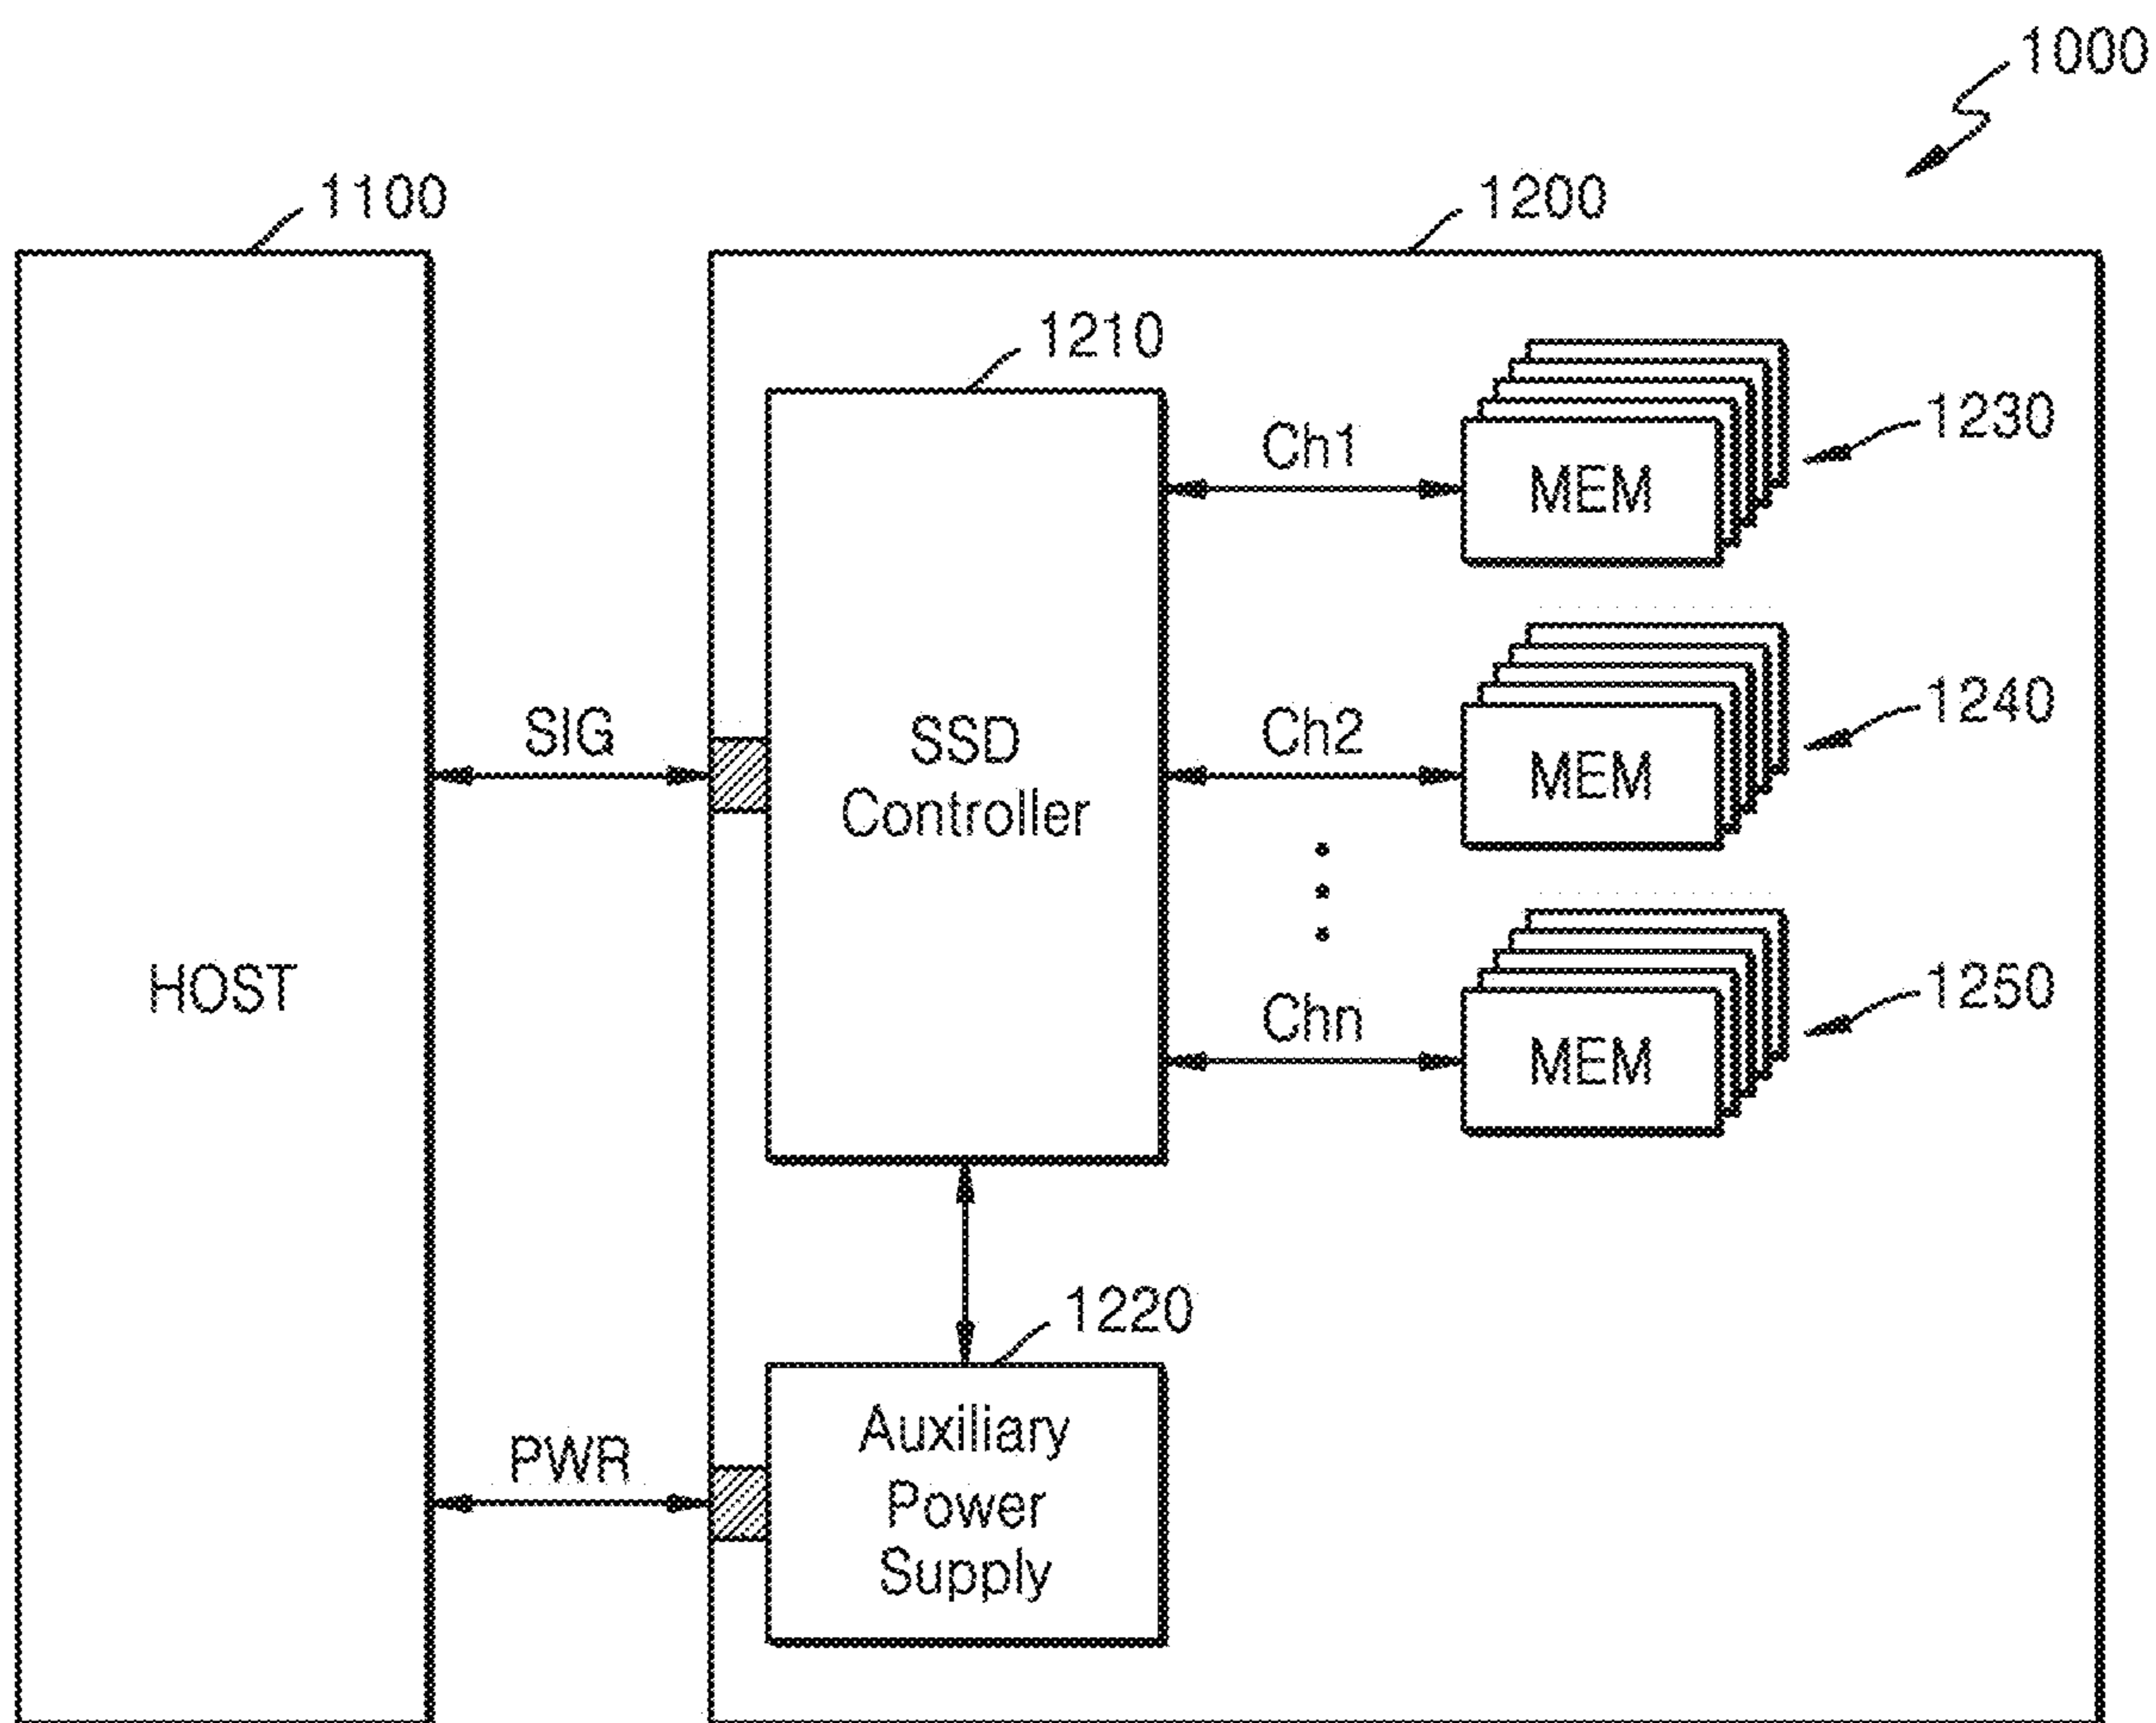 1000
1100
1200
1210
1230
Ch1
MEM
1240
SIG
SSD
Controller
Ch2
MEM
HOST
1250
Chn
MEM
1220
PWR
Auxiliary
Power
Supply